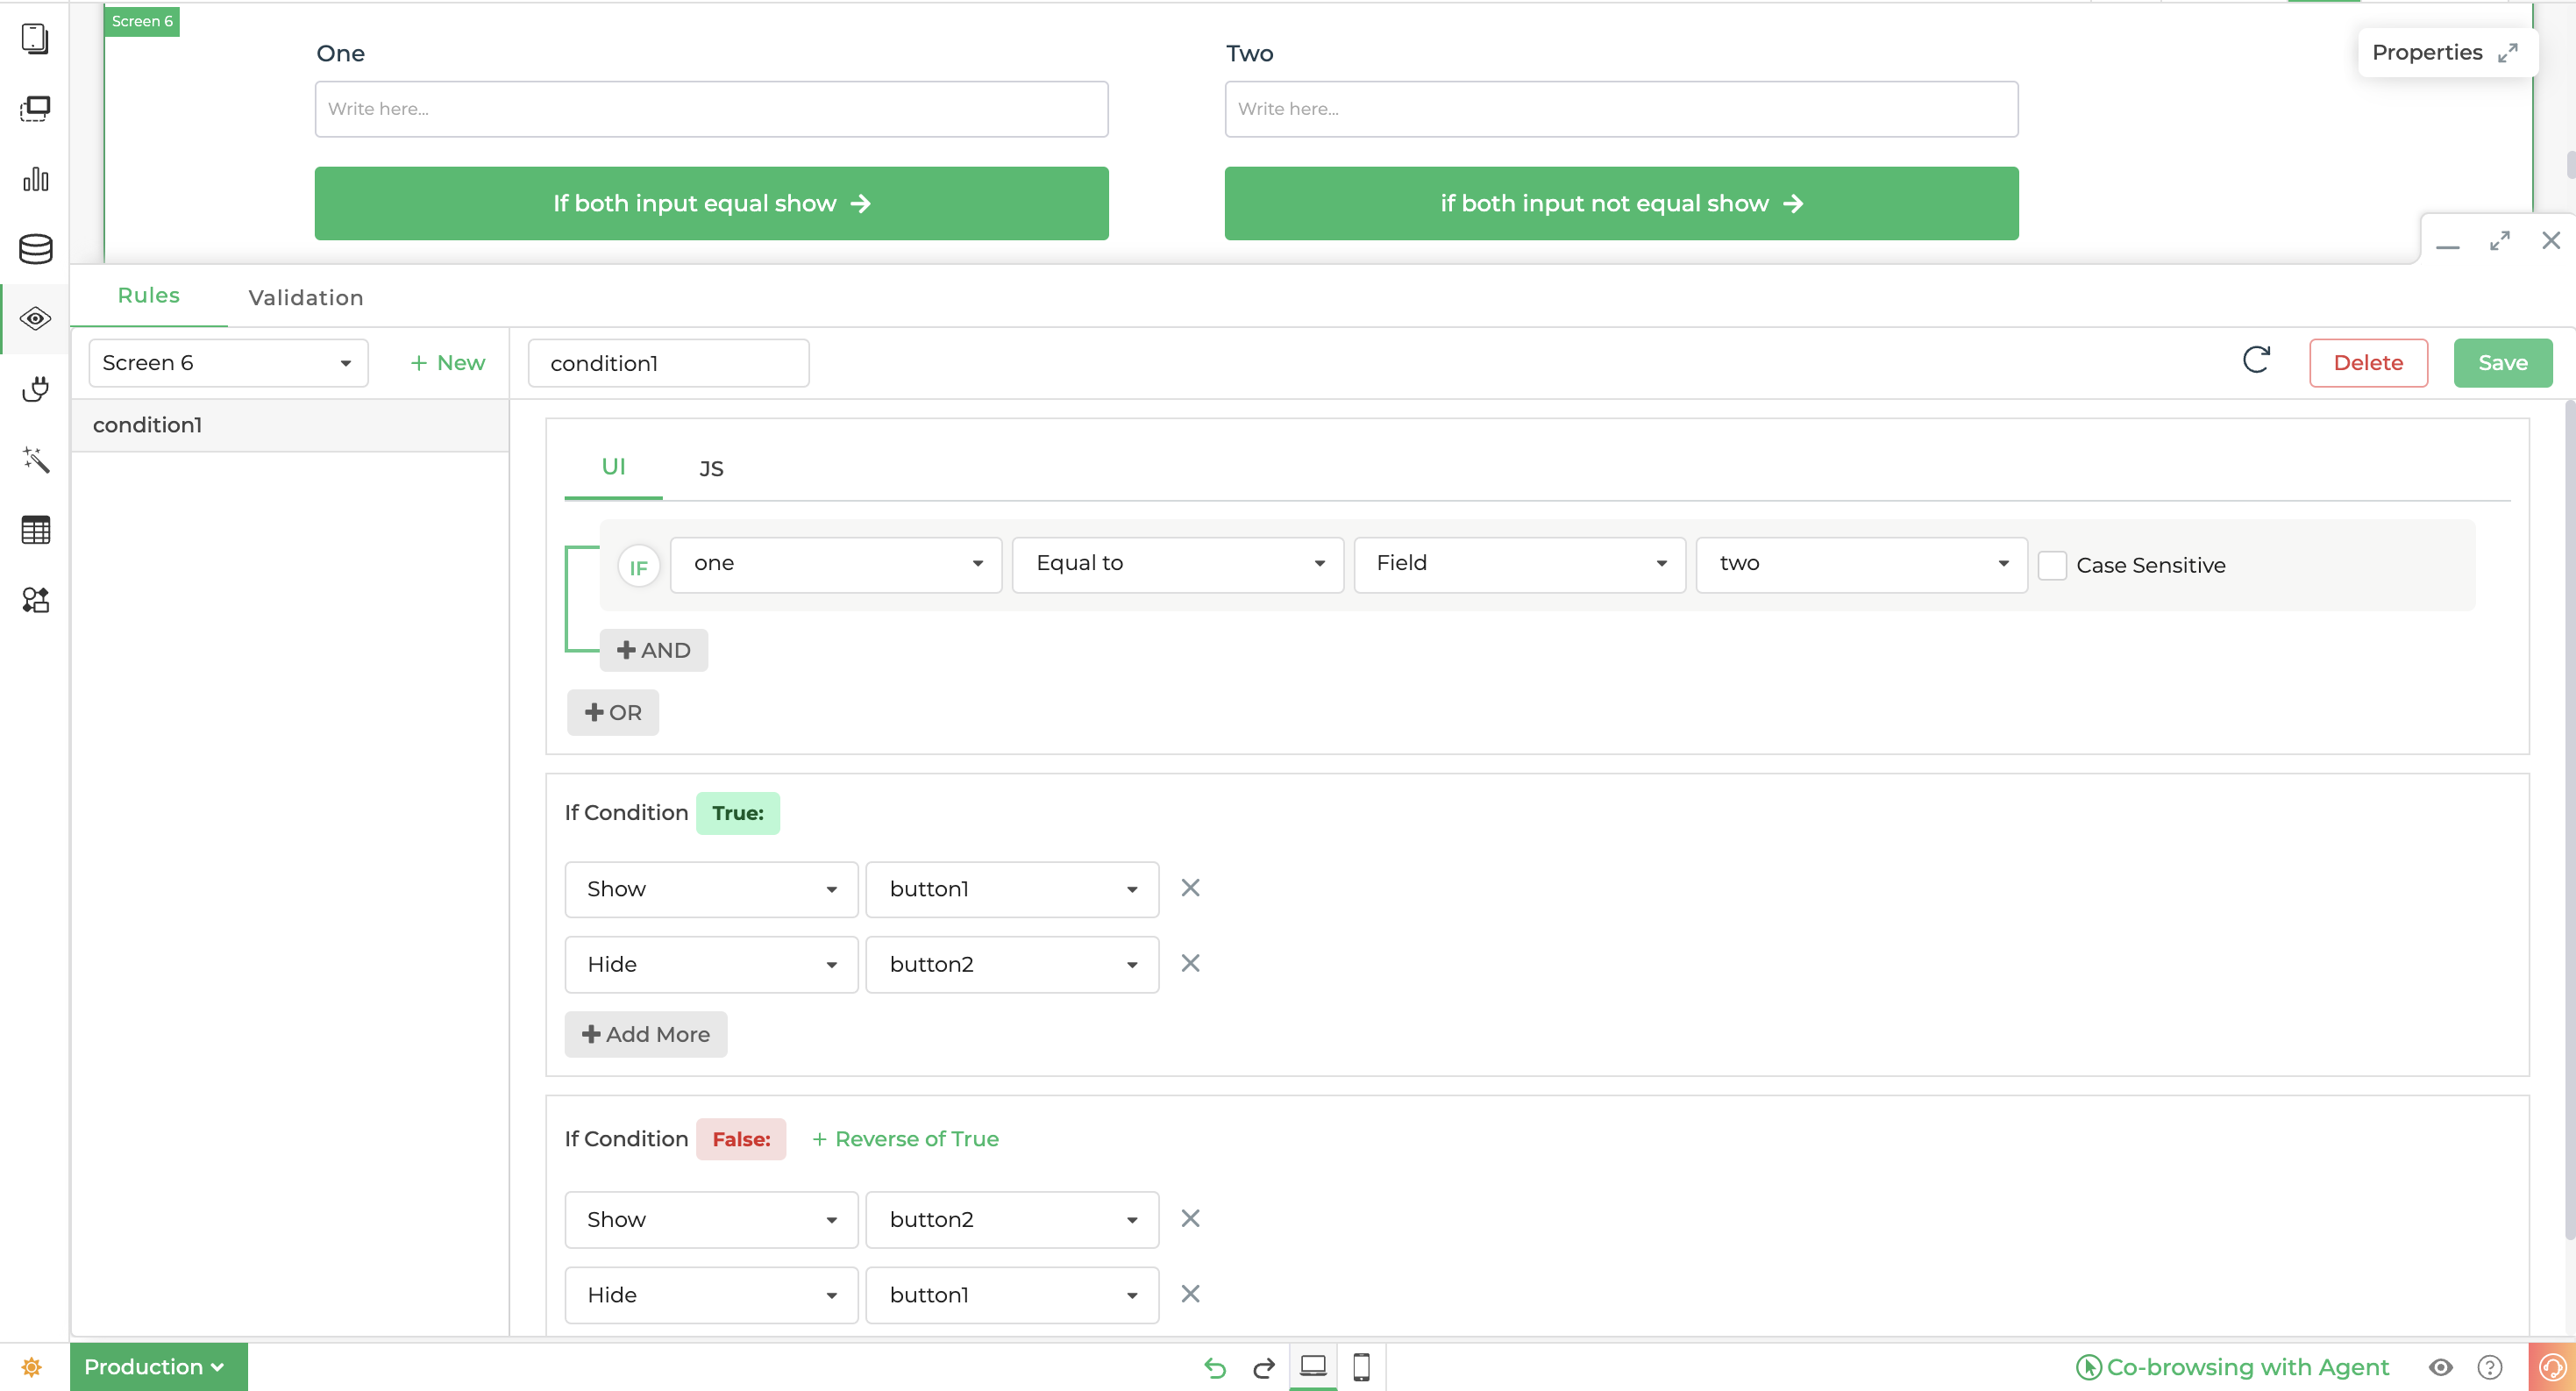 Screen 6
One
Two
Properties
Write here...
Write here...
If both input equal show
if both input not equal show
Rules
Validation
Screen 6
+ New
condition1
Delete
Save
condition1
UI
JS
IF
one
Equal to
Field
two
Case Sensitive
+ AND
+ OR
If Condition
True:
Show
button1
Hide
button2
+ Add More
If Condition
False:
+ Reverse of True
Show
button2
Hide
button1
Production
Co-browsing with Agent
?